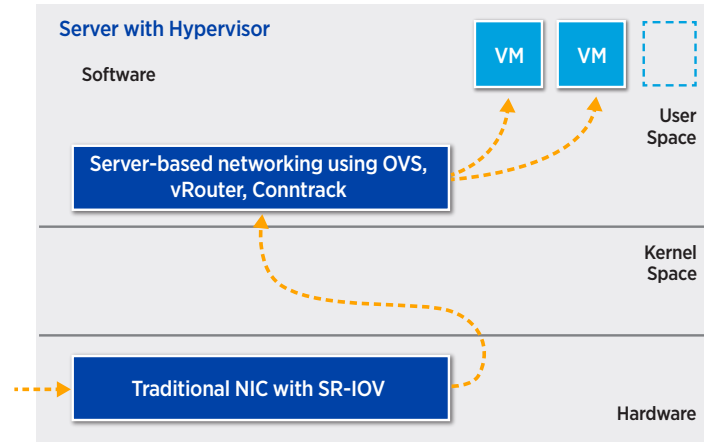 Server with Hypervisor
Software
VM
VM
User
Space
Server-based networking using OVS,
vRouter, Conntrack
Kernel
Space
Traditional NIC with SR-IOV
Hardware